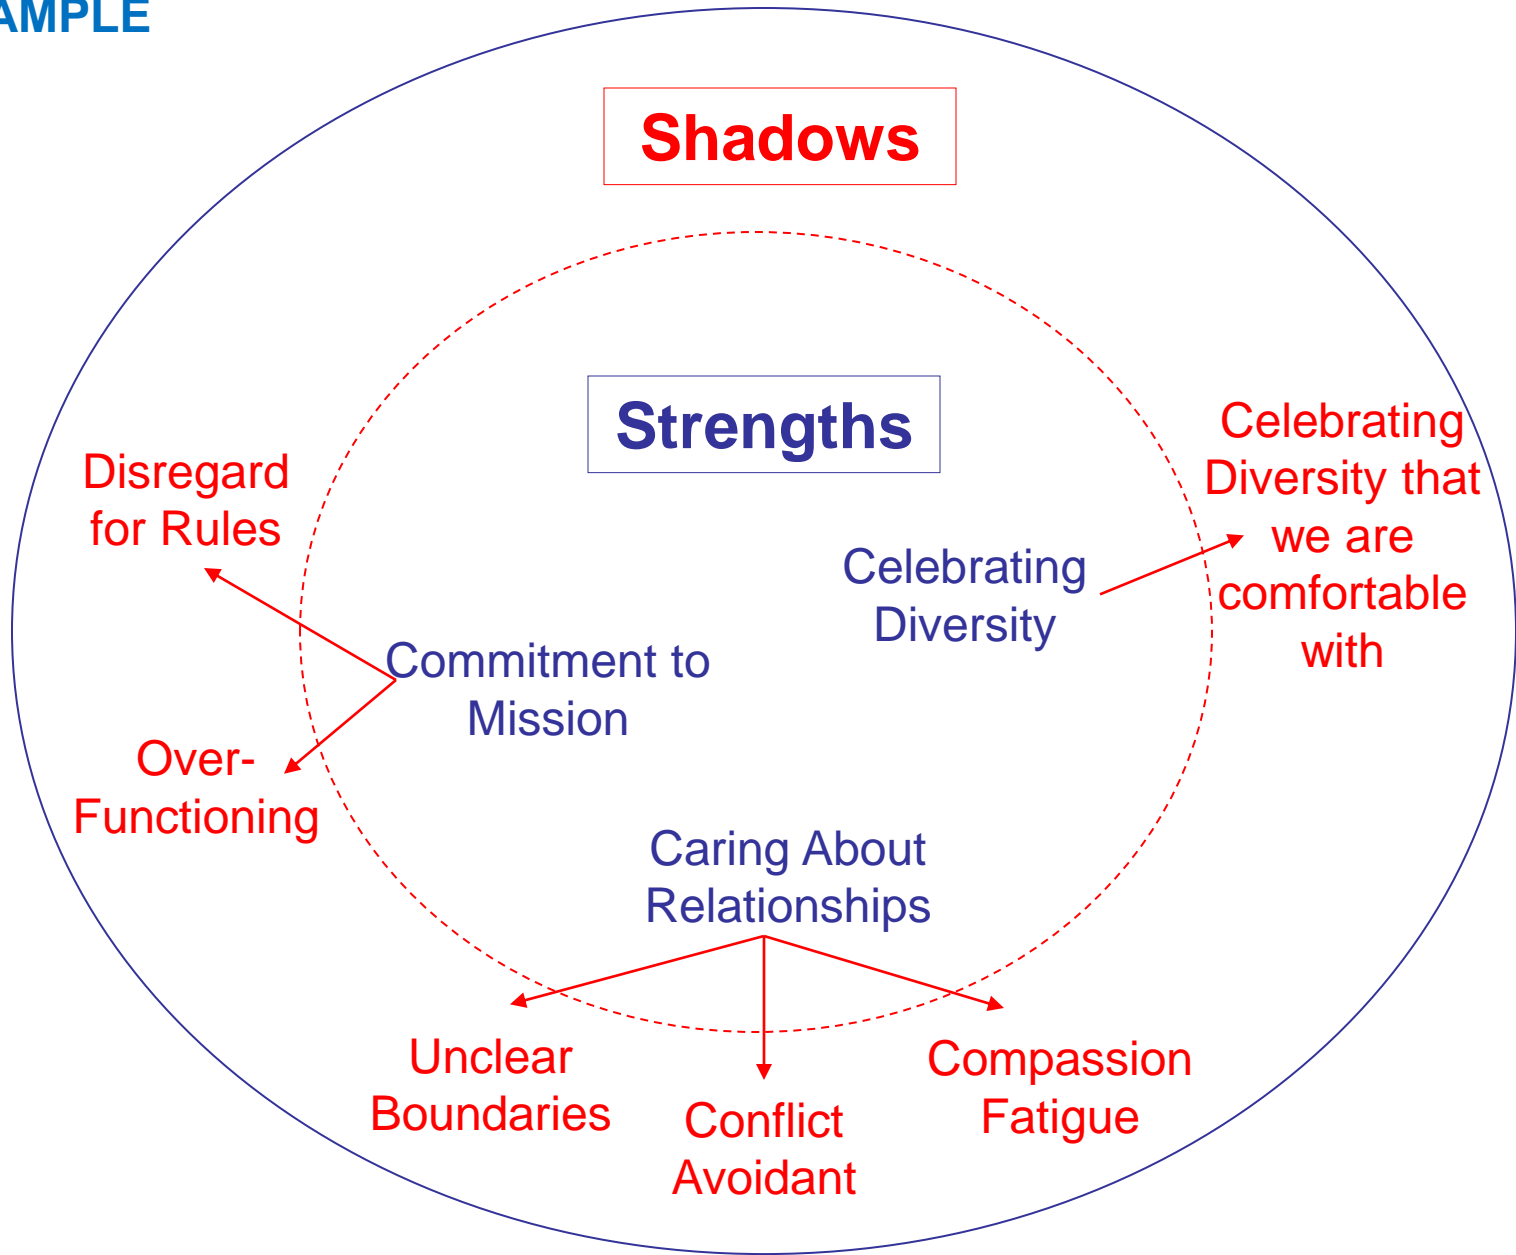 AMPLE
Shadows
Strengths
Disregard
for Rules
Over-
Functioning
Commitment to
Mission
Celebrating
Diversity
Celebrating
Diversity that
we are
comfortable
with
Caring About
Relationships
Unclear
Boundaries
Conflict
Avoidant
Compassion
Fatigue